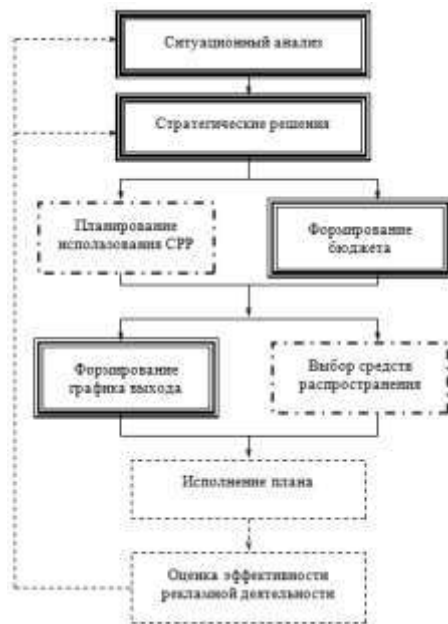 Ситуационный анализ
Стратегические решения
Планирование
использования СРР
Формирование
бюджета
Формирование
графика выхода
Выбор средств
распространения
Исполнение плана
Оценка эффективности
рекламной деятельности